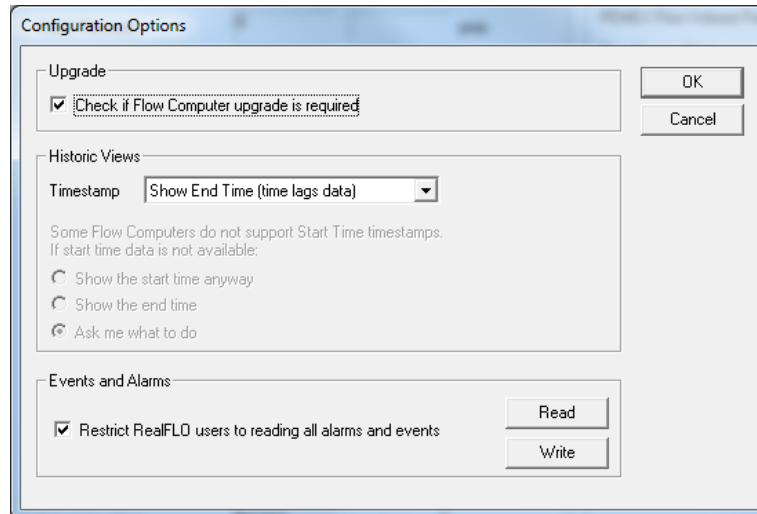 Configuration Options
Upgrade
Check if Flow Computer upgrade is required
OK
Cancel
Historic Views
Timestamp Show End Time (time lags data)
Some Flow Computers do not support Start Time timestamps.
If start time data is not available:
Show the start time anyway
Show the end time
Ask me what to do
Events and Alarms
Restrict RealFLO users to reading all alarms and events
Read
Write